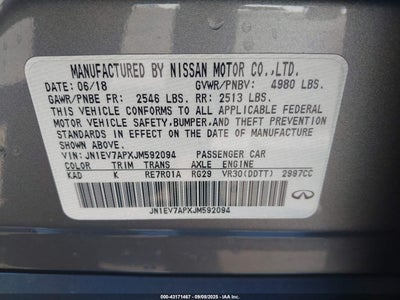 MANUFACTURED BY NISSAN MOTOR CO.,LTD.
DATE: 06/18 GVWR/PNBV: 4980 LBS.
GAWR/PNBE FR: 2546 LBS. RR: 2513 LBS.
THIS VEHICLE CONFORMS TO ALL APPLICABLE FEDERAL
MOTOR VEHICLE SAFETY,BUMPER,AND THEFT PREVENTION
STANDARDS IN EFFECT ON THE DATE OF MANUFACTURE
SHOWN ABOVE.
VIN: JN1EV7APXJM592094 PASSENGER CAR
COLOR TRIM TRANS AXLE ENGINE
KAD K RE7R01A RG29 VR30(DDTT) 2997CC
JN1EV7APXJM592094
INFINITI
000-43171467 - 09/09/2025 - IAAI